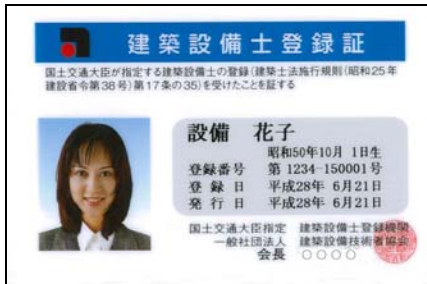 建築設備士登録証
国土交通大臣が指定する建築設備士の登録(建築士法施行規則(昭和25年
建設省令第38号)第17条の35)を受けたことを証する
設備 花子
昭和50年10月 1日生
登録番号 第 1234-150001号
登録日 平成28年 6月21日
発行日 平成28年 6月21日
国土交通大臣指定 建築設備士登録機関
一般社団法人 建築設備技術者協会
会長 ○○○○